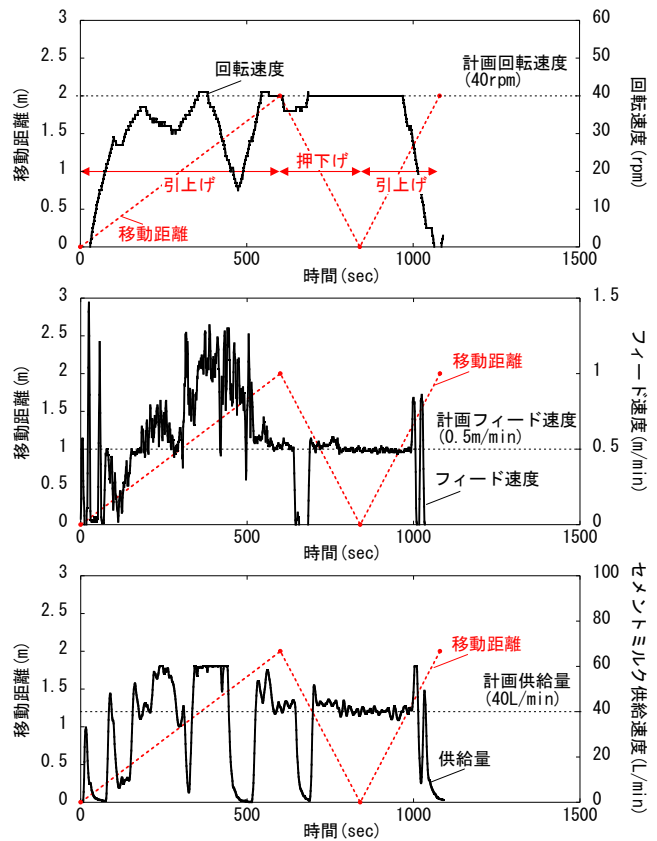 3
2.5
2
1.5
1
0.5
0
移動距離(m)
60
50
40
30
20
10
0
回転速度(rpm)
回転速度
計画回転速度
(40rpm)
引上げ
押下げ
引上げ
移動距離
0
500
1000
1500
時間(sec)
3
2.5
2
1.5
1
0.5
0
移動距離(m)
1.5
1
0.5
0
フィード速度(m/min)
移動距離
計画フィード速度
(0.5m/min)
フィード速度
0
500
1000
1500
時間(sec)
3
2.5
2
1.5
1
0.5
0
移動距離(m)
100
80
60
40
20
0
セメントミルク供給速度(L/min)
移動距離
計画供給量
(40L/min)
供給量
0
500
1000
1500
時間(sec)